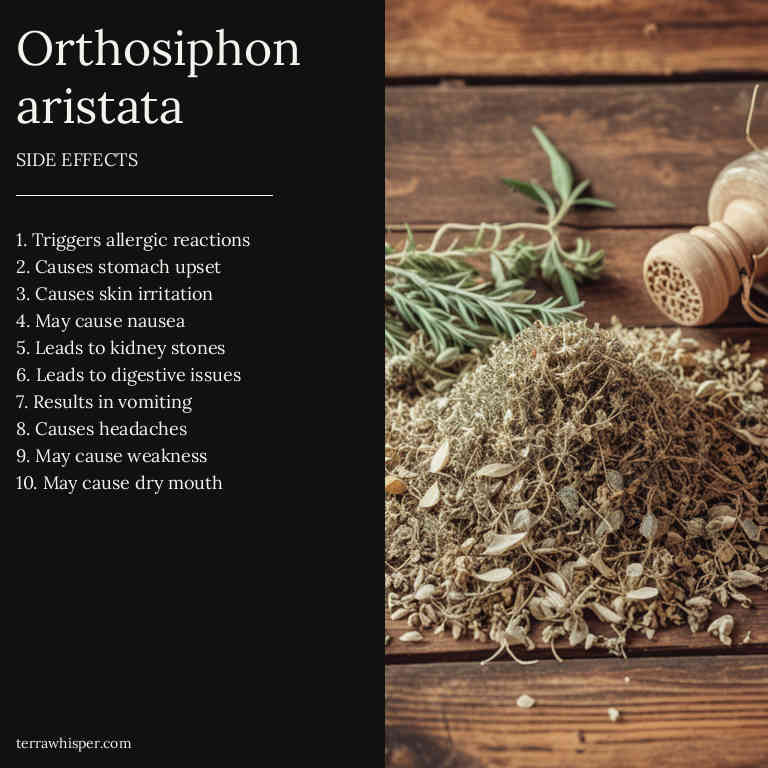 Orthosiphon
aristata
SIDE EFFECTS
1. Triggers allergic reactions
2. Causes stomach upset
3. Causes skin irritation
4. May cause nausea
5. Leads to kidney stones
6. Leads to digestive issues
7. Results in vomiting
8. Causes headaches
9. May cause weakness
10. May cause dry mouth
terrawhisper.com